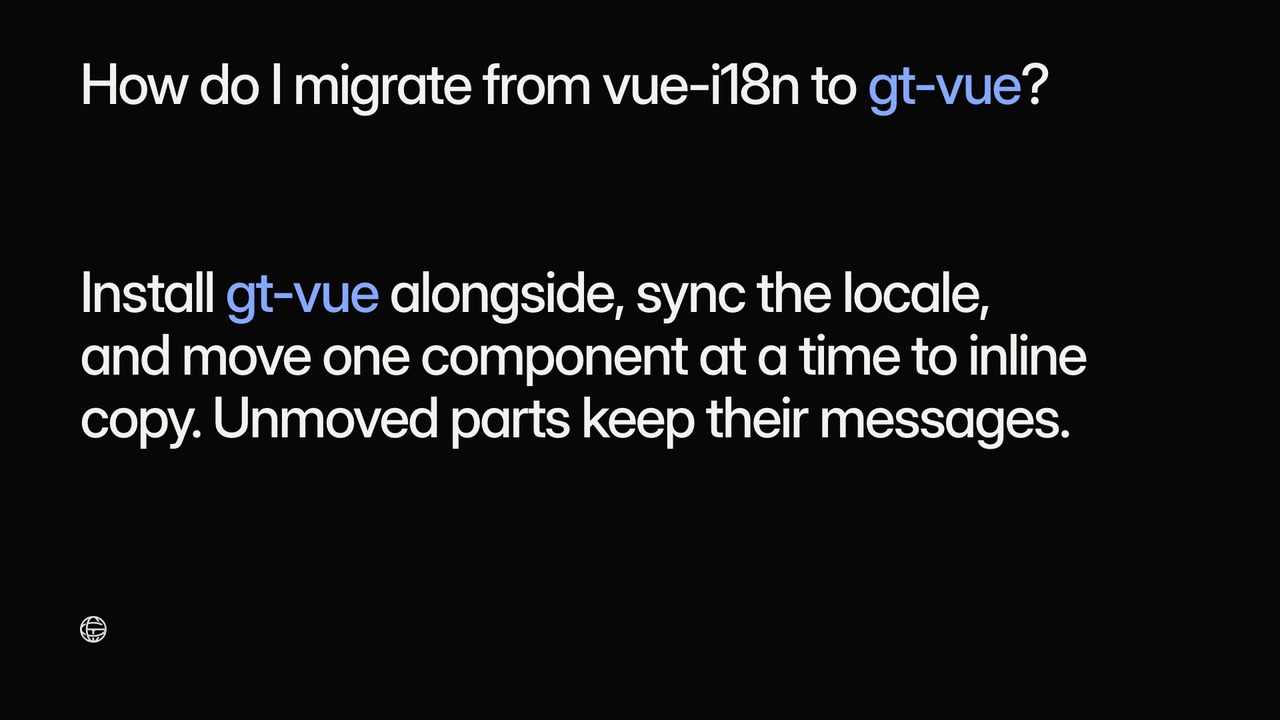 How do I migrate from vue-i18n to gt-vue?
Install gt-vue alongside, sync the locale,
and move one component at a time to inline
copy. Unmoved parts keep their messages.